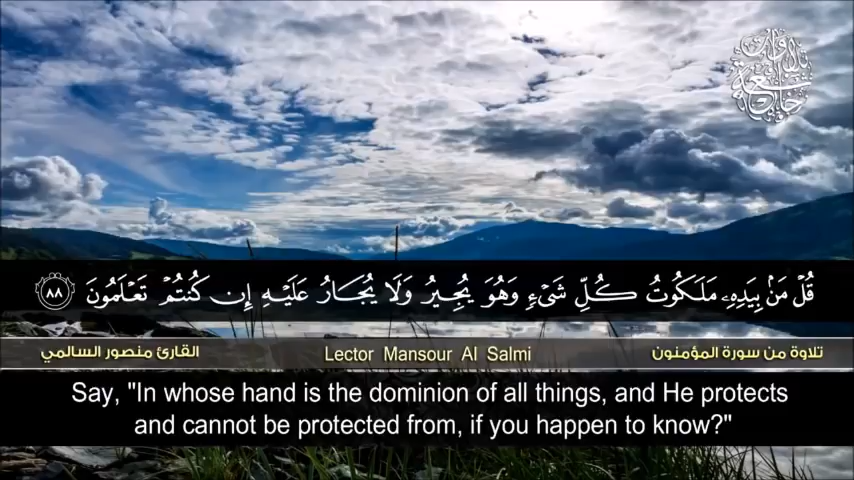 تلاوات خاشعة
قُلْ مَنۢ بِيَدِهِۦ مَلَكُوتُ كُلِّ شَىْءٍ وَهُوَ يُجِيرُ وَلَا يُجَارُ عَلَيْهِ إِن كُنتُمْ تَعْلَمُونَ ٨٨
تلاوة من سورة المؤمنون Lector Mansour Al Salmi القارئ منصور السالمي
Say, "In whose hand is the dominion of all things, and He protects
and cannot be protected from, if you happen to know?"